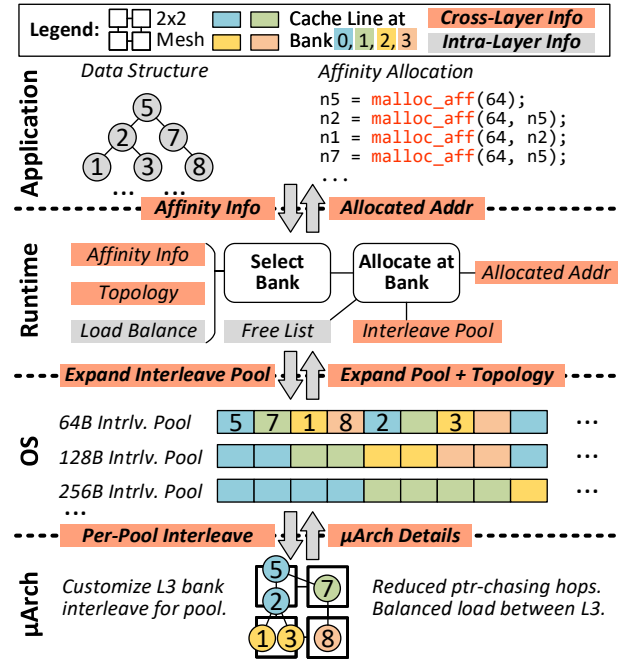 Legend:
2x2
Mesh
Cache Line at
Bank 0, 1, 2, 3
Cross-Layer Info
Intra-Layer Info
Application
Data Structure
5
2
7
1
3
8
... ...
Affinity Allocation
n5 = malloc_aff(64);
n2 = malloc_aff(64, n5);
n1 = malloc_aff(64, n2);
n7 = malloc_aff(64, n5);
...
Affinity Info
Allocated Addr
Runtime
Affinity Info
Topology
Load Balance
Select
Bank
Allocate at
Bank
Allocated Addr
Free List
Interleave Pool
Expand Interleave Pool
Expand Pool + Topology
OS
64B Intrlv. Pool
5 7 1 8 2 3 ...
128B Intrlv. Pool
...
256B Intrlv. Pool
...
...
Per-Pool Interleave
µArch Details
µArch
Customize L3 bank
interleave for pool.
5
7
2
1 3
8
Reduced ptr-chasing hops.
Balanced load between L3.